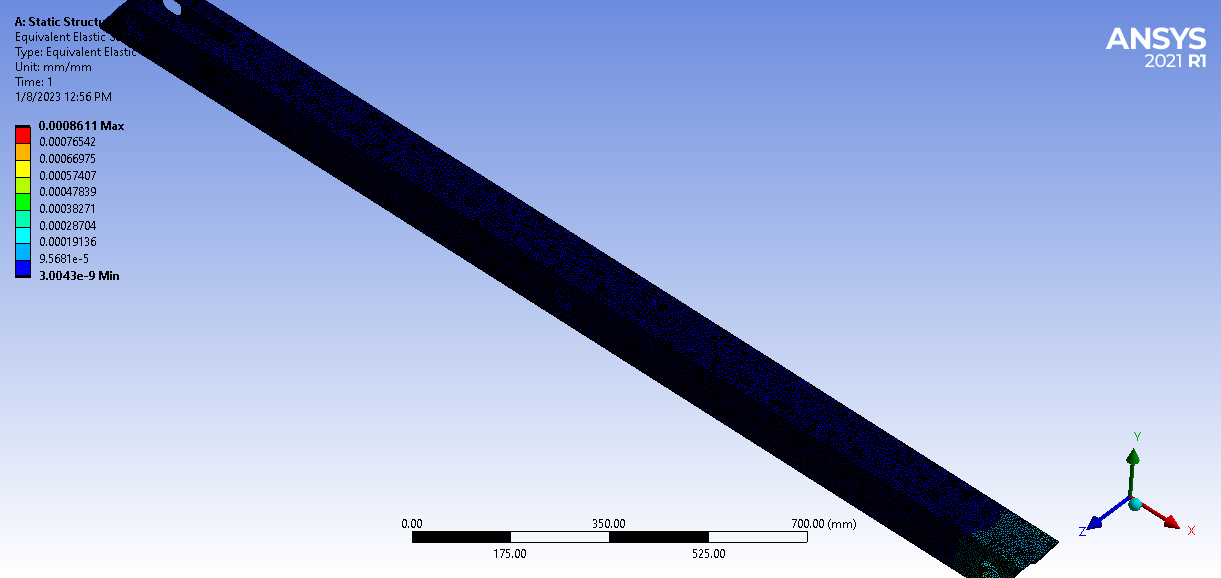 A: Static Struct
Equivalent Elastic
Type: Equivalent Elastic
Unit: mm/mm
Time: 1
1/8/2023 12:56 PM
0.0008611 Max
0.00076542
0.00066975
0.00057407
0.00047839
0.00038271
0.00028704
0.00019136
9.5681e-5
3.0043e-9 Min
ANSYS
2021 R1
0.00 350.00 700.00 (mm)
175.00 525.00
Y
Z X